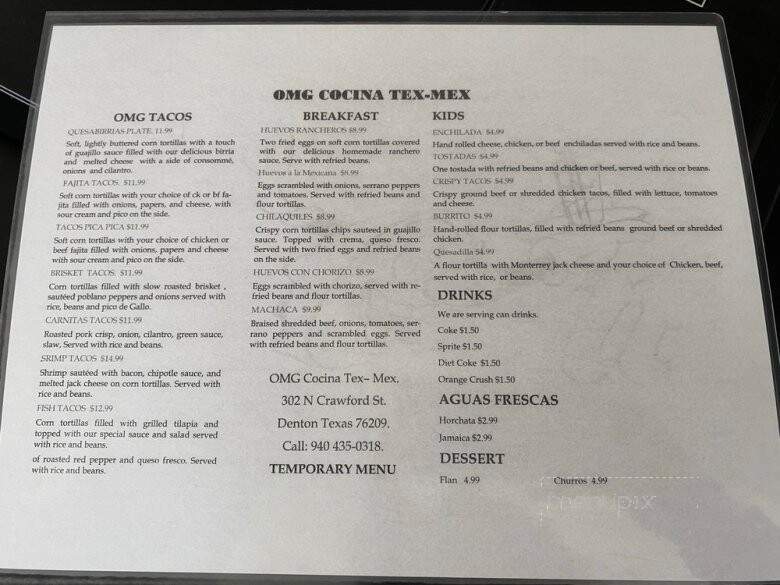 OMG COCINA TEX-MEX
OMG TACOS
QUESABIRRIAS PLATE. 11.99
Soft, lightly buttered corn tortillas with a touch
of guajillo sauce filled with our delicious birria
and melted cheese with a side of consommé,
onions and cilantro.
FAJITA TACOS. $11.99
Soft corn tortillas with your choice of ck or bf fa-
jita filled with onions, papers, and cheese, with
sour cream and pico on the side.
TACOS PICA PICA $11.99
Soft corn tortillas with your choice of chicken or
beef fajita filled with onions, papers and cheese
with sour cream and pico on the side.
BRISKET TACOS. $11.99
Corn tortillas filled with slow roasted brisket ,
sautéed poblano peppers and onions served with
rice, beans and pico de Gallo.
CARNITAS TACOS $11.99
Roasted pork crisp, onion, cilantro, green sauce,
slaw, Served with rice and beans.
SRIMP TACOS $14.99
Shrimp sautéed with bacon, chipotle sauce, and
melted jack cheese on corn tortillas. Served with
rice and beans.
FISH TACOS $12.99
Corn tortillas filled with grilled tilapia and
topped with our special sauce and salad served
with rice and beans.
of roasted red pepper and queso fresco. Served
with rice and beans.
BREAKFAST
HUEVOS RANCHEROS $8.99
Two fried eggs on soft corn tortillas covered
with our delicious homemade ranchero
sauce. Serve with refried beans.
Huevos a la Mexicana $8.99
Eggs scrambled with onions, serrano peppers
and tomatoes. Served with refried beans and
flour tortillas.
CHILAQUILES $8.99
Crispy corn tortillas chips sauteed in guajillo
sauce. Topped with crema, queso fresco.
Served with two fried eggs and refried beans
on the side.
HUEVOS CON CHORIZO $8.99
Eggs scrambled with chorizo, served with re-
fried beans and flour tortillas.
MACHACA $9.99
Braised shredded beef, onions, tomatoes, ser-
rano peppers and scrambled eggs. Served
with refried beans and flour tortillas.
OMG Cocina Tex– Mex.
302 N Crawford St.
Denton Texas 76209.
Call: 940 435-0318.
TEMPORARY MENU
KIDS
ENCHILADA $4.99
Hand rolled cheese, chicken, or beef enchiladas served with rice and beans.
TOSTADAS $4.99
One tostada with refried beans and chicken or beef, served with rice or beans.
CRISPY TACOS $4.99
Crispy ground beef or shredded chicken tacos, filled with lettuce, tomatoes
and cheese.
BURRITO $4.99
Hand-rolled flour tortillas, filled with refried beans ground beef or shredded
chicken.
Quesadilla $4.99
A flour tortilla with Monterrey jack cheese and your choice of Chicken, beef,
served with rice, or beans.
DRINKS
We are serving can drinks.
Coke $1.50
Sprite $1.50
Diet Coke $1.50
Orange Crush $1.50
AGUAS FRESCAS
Horchata $2.99
Jamaica $2.99
DESSERT
Flan 4.99 Churros 4.99
menupix